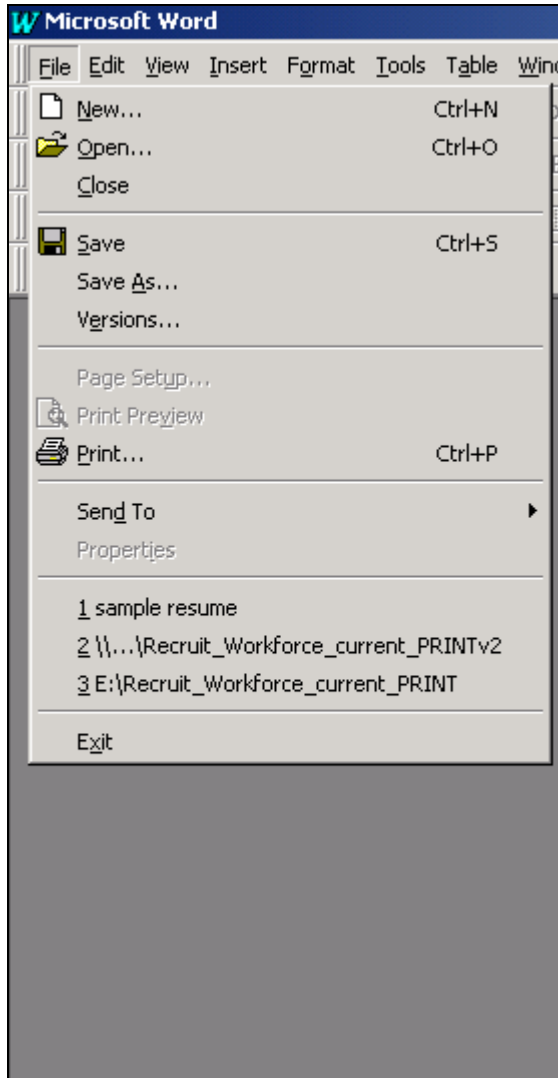 Microsoft Word
File Edit View Insert Format Tools Table
New... Ctrl+N
Open... Ctrl+O
Close
Save Ctrl+S
Save As...
Versions...
Page Setup...
Print Preview
Print... Ctrl+P
Send To
Properties
1 sample resume
2 \\...\Recruit_Workforce_current_PRINTv2
3 E:\Recruit_Workforce_current_PRINT
Exit